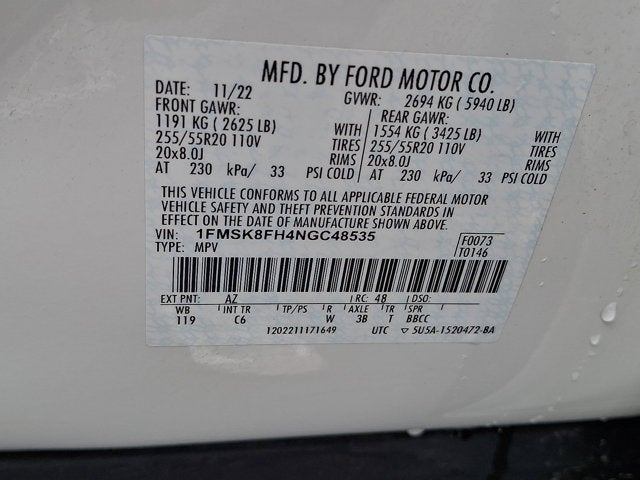 MFD. BY FORD MOTOR CO.
DATE: 11/22 GVWR: 2694 KG ( 5940 LB)
FRONT GAWR: REAR GAWR:
1191 KG ( 2625 LB) WITH 1554 KG ( 3425 LB) WITH
255/55R20 110V TIRES 255/55R20 110V TIRES
20x8.0J RIMS 20x8.0J RIMS
AT 230 kPa/ 33 PSI COLD AT 230 kPa/ 33 PSI COLD
THIS VEHICLE CONFORMS TO ALL APPLICABLE FEDERAL MOTOR
VEHICLE SAFETY AND THEFT PREVENTION STANDARDS IN
EFFECT ON THE DATE OF MANUFACTURE SHOWN ABOVE.
VIN: 1FMSK8FH4NGC48535 F0073
TYPE: MPV T0146
EXT PNT: AZ RC: 48 DSO:
WB INT TR TP/PS R AXLE TR SPR
119 C6 W 3B T BBCC
1202211171649 UTC ▽ 5U5A-1520472-BA